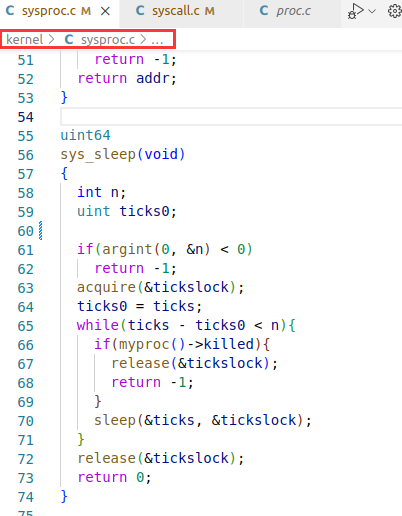 sysproc.c M × syscall.c M proc.c
kernel > C sysproc.c > ...
51 return -1;
52 return addr;
53 }
54
55 uint64
56 sys_sleep(void)
57 {
58 int n;
59 uint ticks0;
60
61 if(argint(0, &n) < 0)
62 return -1;
63 acquire(&tickslock);
64 ticks0 = ticks;
65 while(ticks - ticks0 < n){
66 if(myproc()->killed){
67 release(&tickslock);
68 return -1;
69 }
70 sleep(&ticks, &tickslock);
71 }
72 release(&tickslock);
73 return 0;
74 }
75